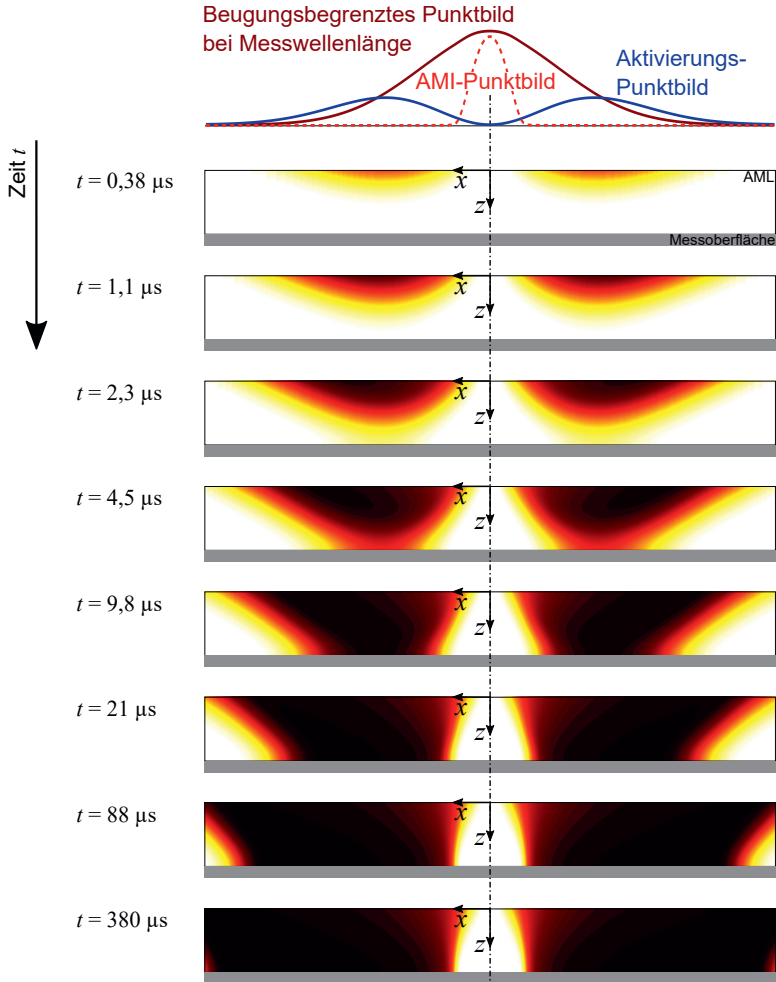 Beugungsbegrenztes Punktbild
bei Messwellenlänge
Aktivierungs-
Punktbild
AMI-Punktbild
Zeit t
t = 0,38 µs
x
z
AML
Messoberfläche
t = 1,1 µs
x
z
t = 2,3 µs
x
z
t = 4,5 µs
x
z
t = 9,8 µs
x
z
t = 21 µs
x
z
t = 88 µs
x
z
t = 380 µs
x
z